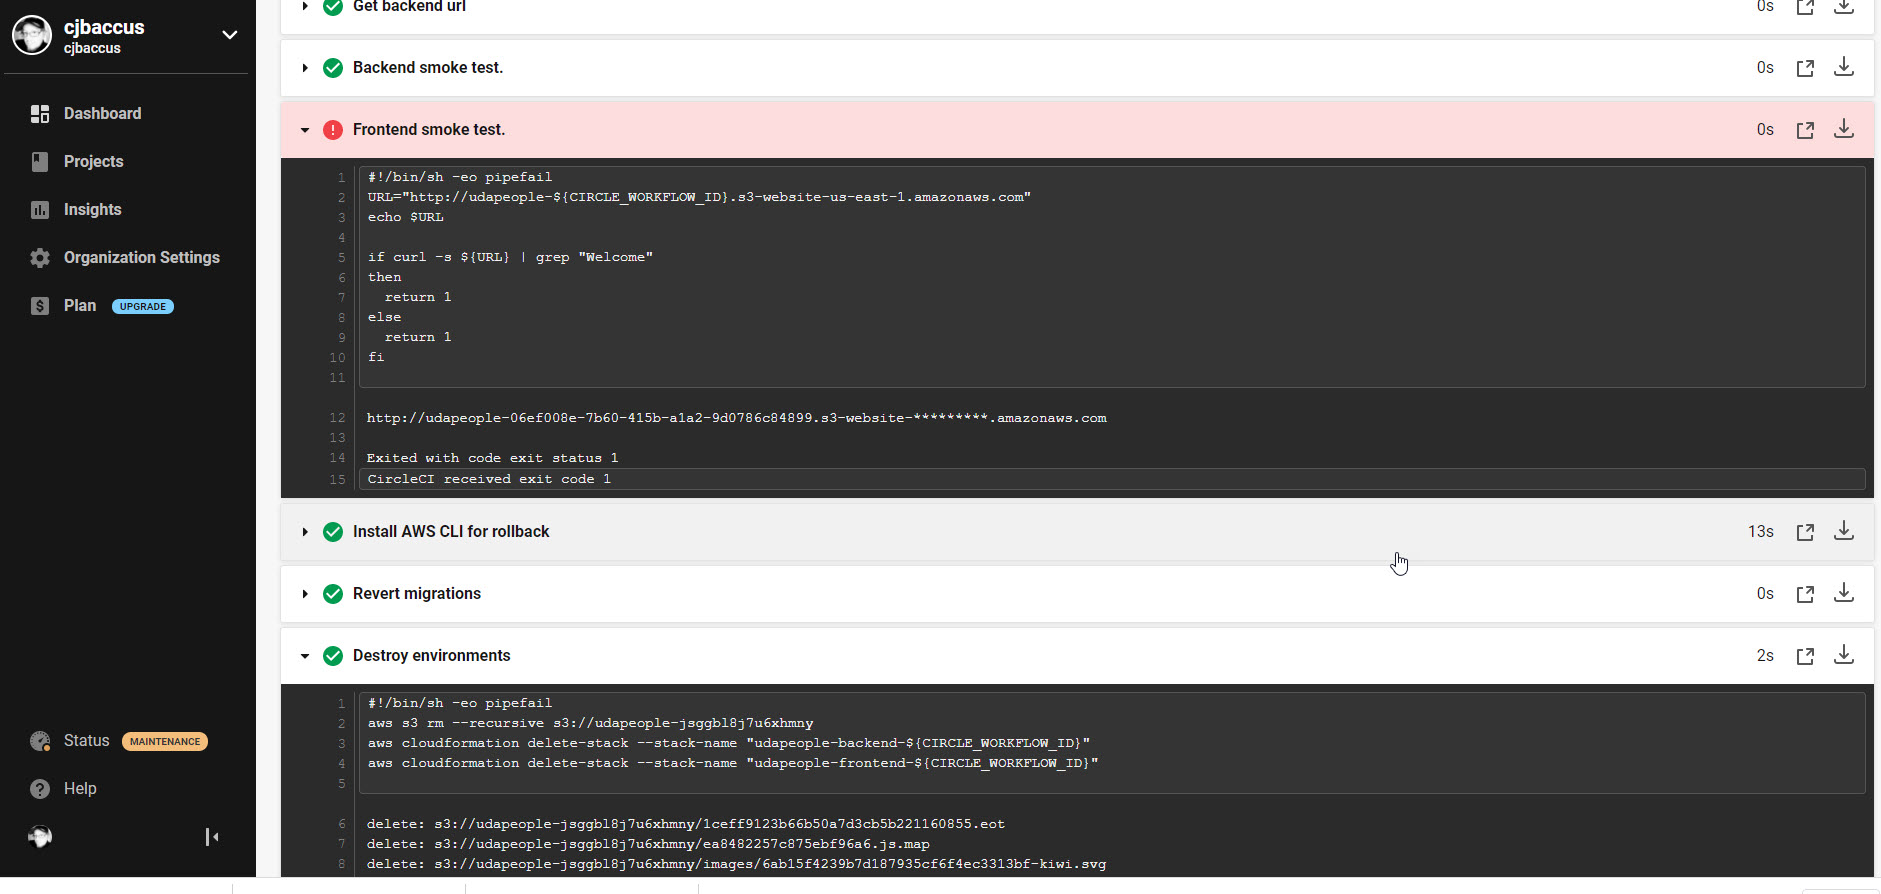 cjbaccus
cjbaccus
Dashboard
Projects
Insights
Organization Settings
Plan UPGRADE
Status MAINTENANCE
Help
Get backend url 0s
Backend smoke test. 0s
Frontend smoke test. 0s
1 #!/bin/sh -eo pipefail
2 URL="http://udapeople-${CIRCLE_WORKFLOW_ID}.s3-website-us-east-1.amazonaws.com"
3 echo $URL
4
5 if curl -s ${URL} | grep "Welcome"
6 then
7 return 1
8 else
9 return 1
10 fi
11
12 http://udapeople-06ef008e-7b60-415b-a1a2-9d0786c84899.s3-website-*********.amazonaws.com
13
14 Exited with code exit status 1
15 CircleCI received exit code 1
Install AWS CLI for rollback 13s
Revert migrations 0s
Destroy environments 2s
1 #!/bin/sh -eo pipefail
2 aws s3 rm --recursive s3://udapeople-jsggbl8j7u6xhmny
3 aws cloudformation delete-stack --stack-name "udapeople-backend-${CIRCLE_WORKFLOW_ID}"
4 aws cloudformation delete-stack --stack-name "udapeople-frontend-${CIRCLE_WORKFLOW_ID}"
5
6 delete: s3://udapeople-jsggbl8j7u6xhmny/1ceff9123b66b50a7d3cb5b221160855.eot
7 delete: s3://udapeople-jsggbl8j7u6xhmny/ea8482257c875ebf96a6.js.map
8 delete: s3://udapeople-jsggbl8j7u6xhmny/images/6ab15f4239b7d187935cf6f4ec3313bf-kiwi.svg